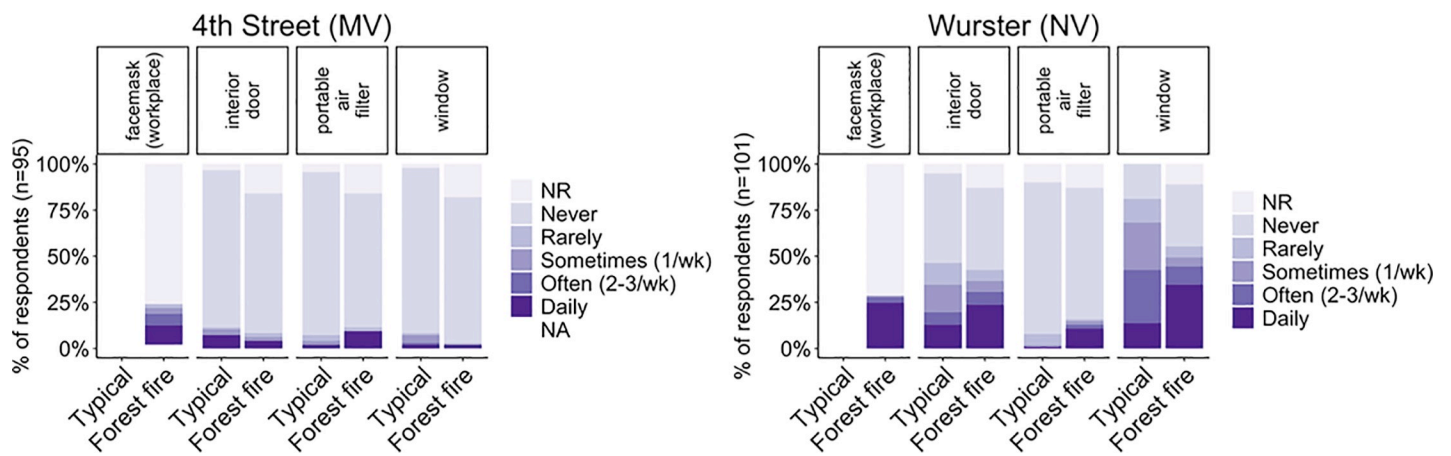 4th Street (MV)
facemask
(workplace)
interior
door
portable
air
filter
window
% of respondents (n=95)
100%
75%
50%
25%
0%
Typical
Forest fire
Typical
Forest fire
Typical
Forest fire
Typical
Forest fire
NR
Never
Rarely
Sometimes (1/wk)
Often (2-3/wk)
Daily
NA
Wurster (NV)
facemask
(workplace)
interior
door
portable
air
filter
window
% of respondents (n=101)
100%
75%
50%
25%
0%
Typical
Forest fire
Typical
Forest fire
Typical
Forest fire
Typical
Forest fire
NR
Never
Rarely
Sometimes (1/wk)
Often (2-3/wk)
Daily